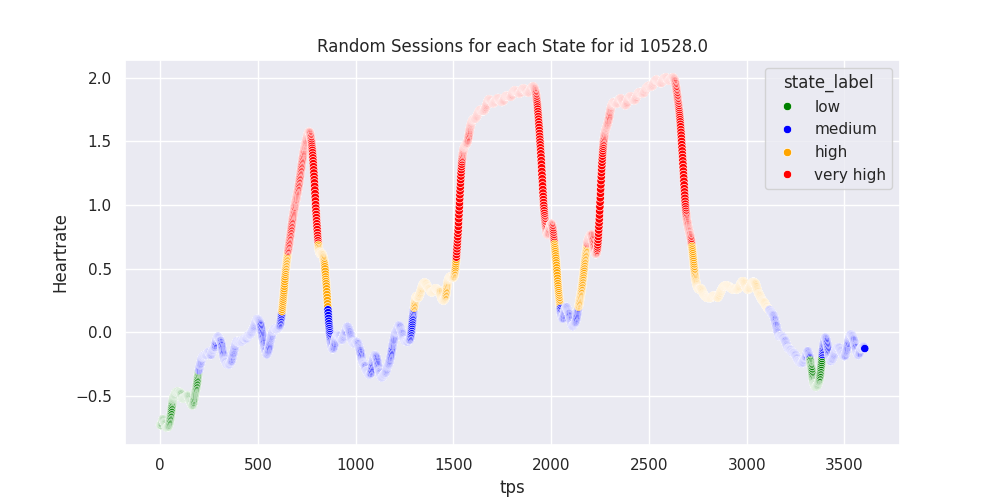 Random Sessions for each State for id 10528.0
state_label
low
medium
high
very high
2.0
1.5
1.0
0.5
0.0
−0.5
Heartrate
0 500 1000 1500 2000 2500 3000 3500
tps